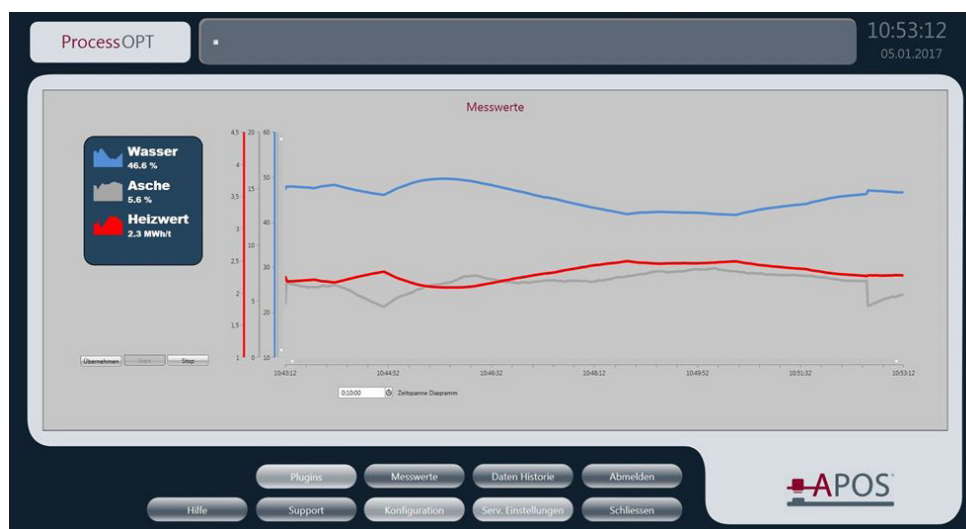 ProcessOPT
10:53:12
05.01.2017
Messwerte
Wasser
46.6 %
Asche
5.6 %
Heizwert
2.3 MWh/t
4,5 20 60
4
50
3,5 15
3 40
10
2,5 30
2
5 20
1,5
1 0 10
10:43:12 10:44:52 10:46:32 10:48:12 10:49:52 10:51:32 10:53:12
Übernehmen Start Stop
0:10:00 Zeitspanne Diagramm
Plugins Messwerte Daten Historie Abmelden
Hilfe Support Konfiguration Serv. Einstellungen Schliessen
APOS